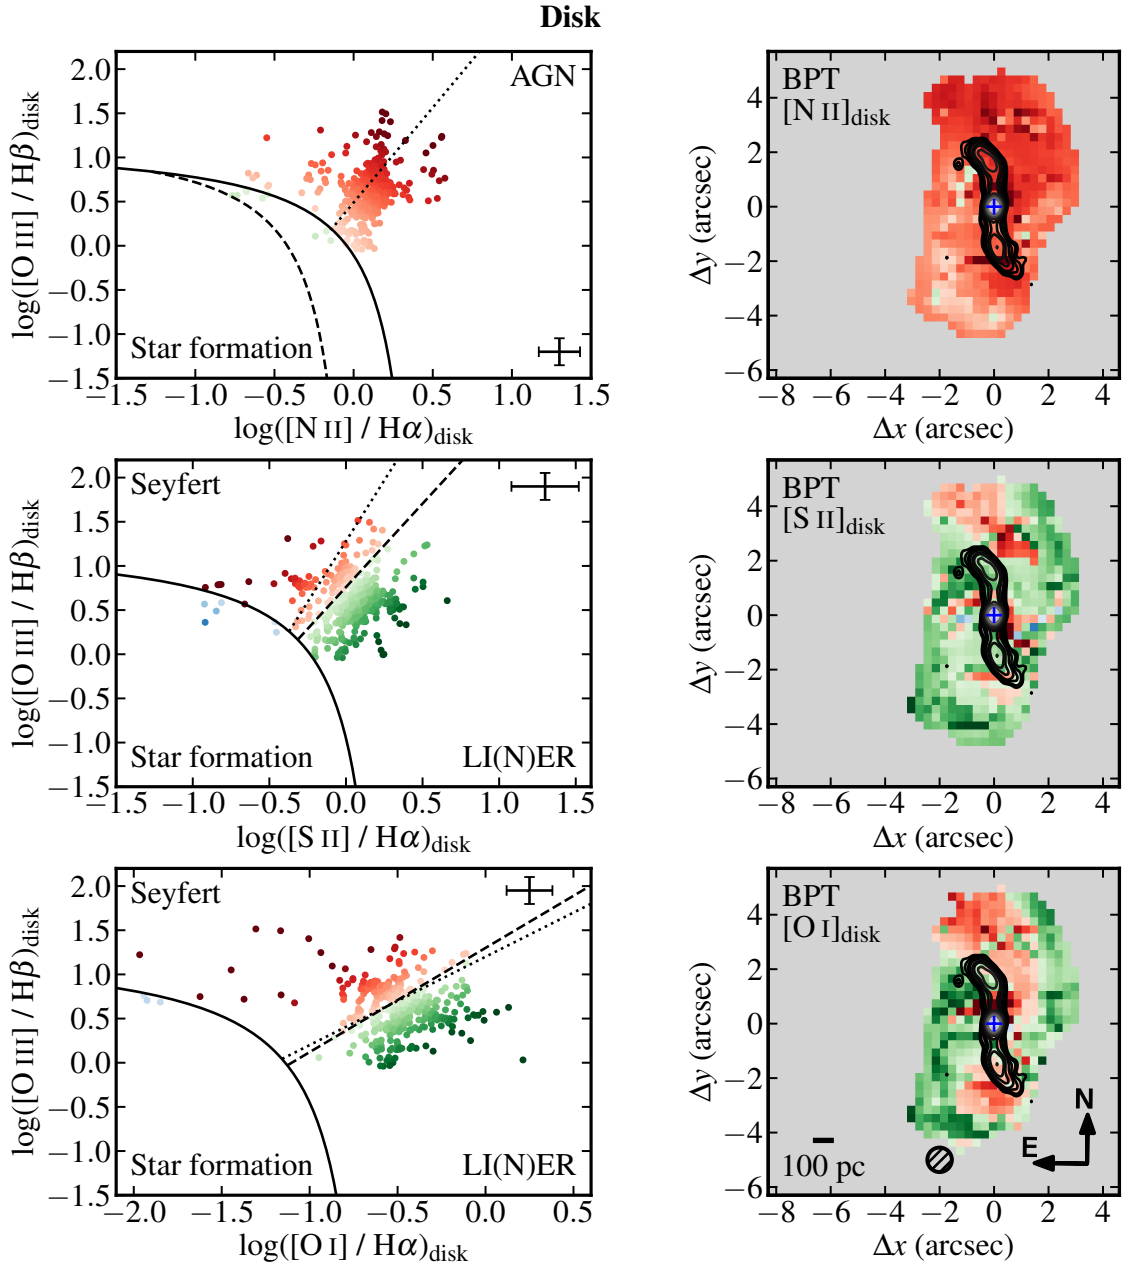 Disk
2.0
1.5
1.0
0.5
0.0
−0.5
−1.0
−1.5
log([O III] / Hβ)disk
AGN
Star formation
−1.5 −1.0 −0.5 0.0 0.5 1.0 1.5
log([N II] / Hα)disk
BPT
[N II]disk
4
2
0
−2
−4
−6
Δy (arcsec)
−8 −6 −4 −2 0 2 4
Δx (arcsec)
2.0
1.5
1.0
0.5
0.0
−0.5
−1.0
−1.5
log([O III] / Hβ)disk
Seyfert
Star formation
LI(N)ER
−1.0 −0.5 0.0 0.5 1.0 1.5
log([S II] / Hα)disk
BPT
[S II]disk
4
2
0
−2
−4
−6
Δy (arcsec)
−8 −6 −4 −2 0 2 4
Δx (arcsec)
2.0
1.5
1.0
0.5
0.0
−0.5
−1.0
−1.5
log([O III] / Hβ)disk
Seyfert
Star formation
LI(N)ER
−2.0 −1.5 −1.0 −0.5 0.0 0.5
log([O I] / Hα)disk
BPT
[O I]disk
4
2
0
−2
−4
−6
Δy (arcsec)
N
E
100 pc
−8 −6 −4 −2 0 2 4
Δx (arcsec)